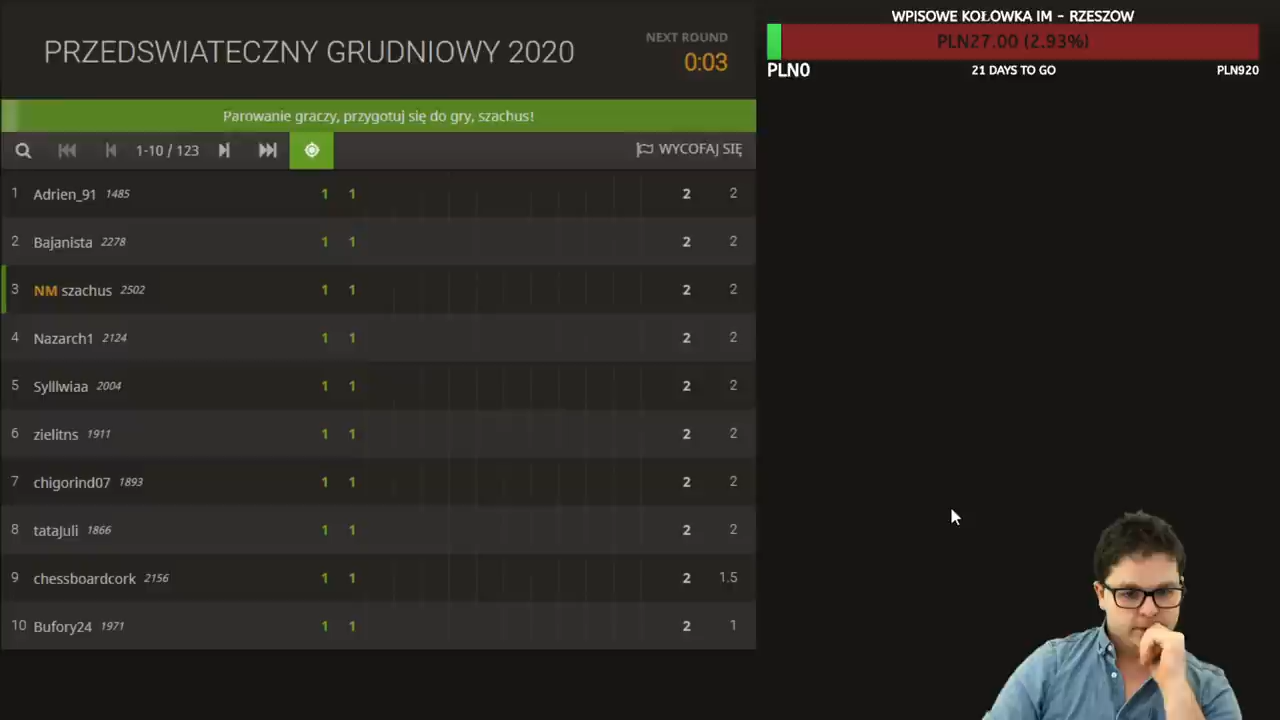 PRZEDSWIATECZNY GRUDNIOWY 2020
NEXT ROUND
0:03
WPISOWE KOŁOWKA IM - RZESZOW
PLN27.00 (2.93%)
PLN0 21 DAYS TO GO PLN920
Parowanie graczy, przygotuj się do gry, szachus!
1-10 / 123 WYCOFAJ SIĘ
1 Adrien_91 1485 1 1 2 2
2 Bajanista 2278 1 1 2 2
3 NM szachus 2502 1 1 2 2
4 Nazarch1 2124 1 1 2 2
5 Sylllwiaa 2004 1 1 2 2
6 zielitns 1911 1 1 2 2
7 chigorind07 1893 1 1 2 2
8 tataJuli 1866 1 1 2 2
9 chessboardcork 2156 1 1 2 1.5
10 Bufory24 1971 1 1 2 1